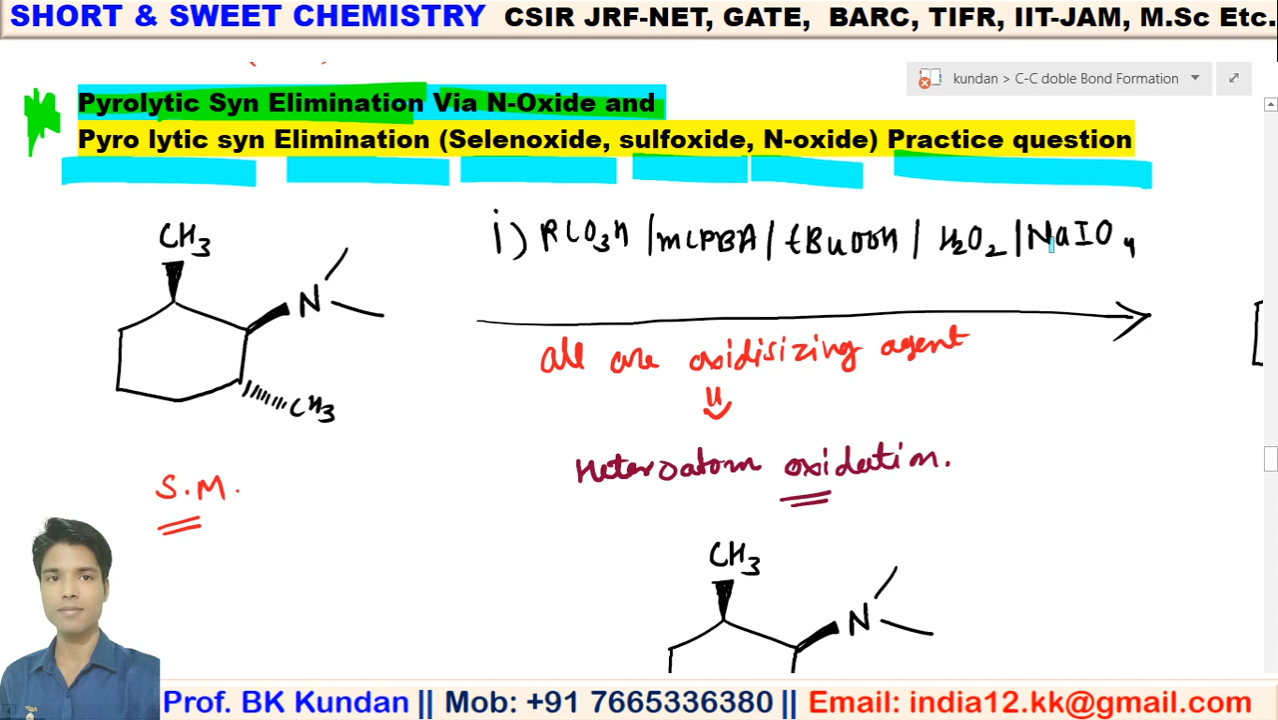 SHORT & SWEET CHEMISTRY CSIR JRF-NET, GATE, BARC, TIFR, IIT-JAM, M.Sc Etc.
kundan > C-C doble Bond Formation
Pyrolytic Syn Elimination Via N-Oxide and
Pyro lytic syn Elimination (Selenoxide, sulfoxide, N-oxide) Practice question
CH3
N
CH3
S.M.
i) RCO3H / mCPBA / tBuOOH / H2O2 / NaIO4
all are oxidisizing agent
Heteroatom oxidation.
CH3
N
Prof. BK Kundan || Mob: +91 7665336380 || Email: india12.kk@gmail.com